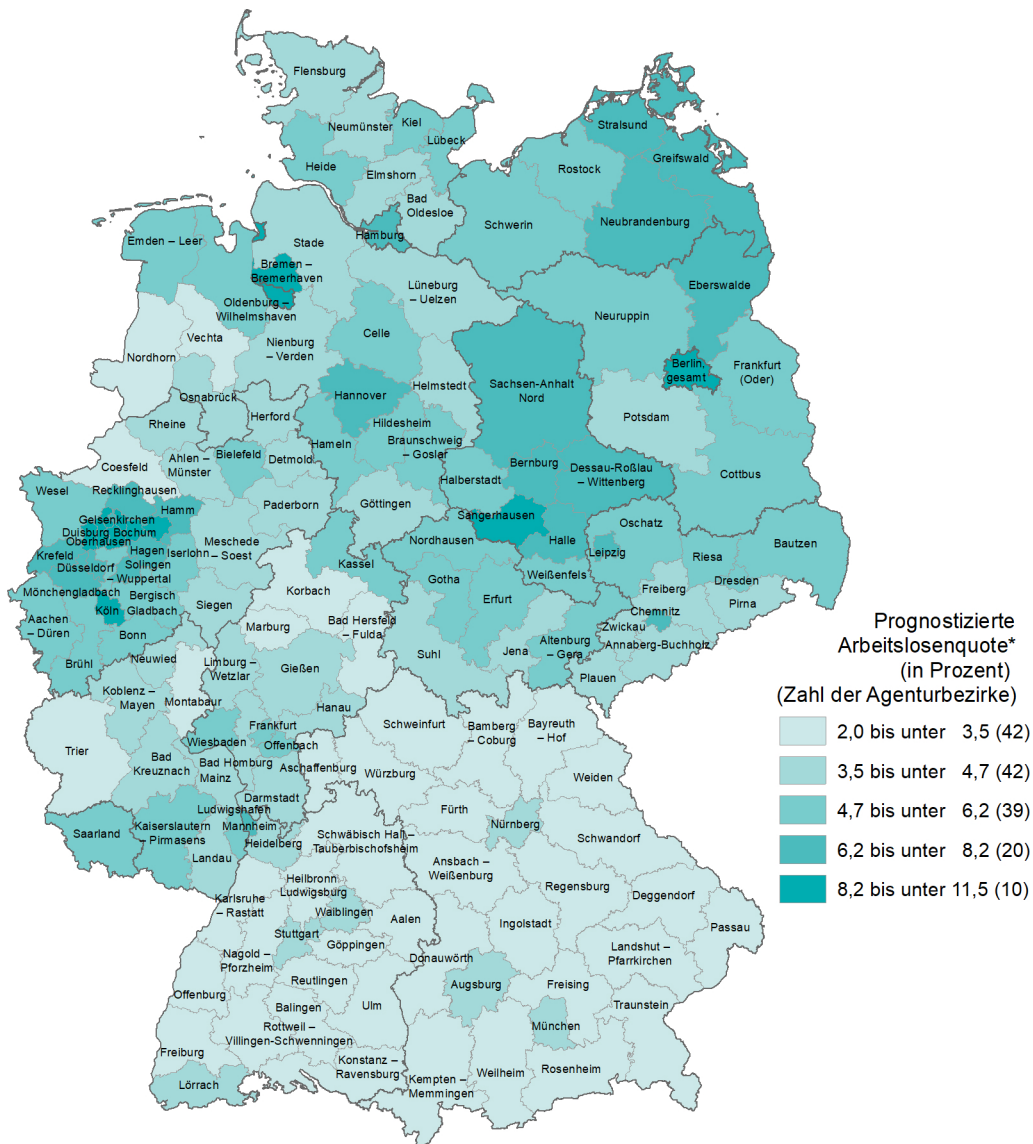 Flensburg
Neumünster
Kiel
Lübeck
Heide
Elmshorn
Bad
Oldesloe
Hamburg
Stralsund
Greifswald
Rostock
Schwerin
Neubrandenburg
Emden – Leer
Stade
Bremen –
Bremerhaven
Oldenburg –
Wilhelmshaven
Lüneburg
– Uelzen
Eberswalde
Neuruppin
Vechta
Nordhorn
Nienburg
– Verden
Celle
Berlin,
gesamt
Frankfurt
(Oder)
Hannover
Helmstedt
Sachsen-Anhalt
Nord
Potsdam
Osnabrück
Rheine
Herford
Hildesheim
Hameln
Braunschweig
– Goslar
Coesfeld
Ahlen –
Münster
Bielefeld
Detmold
Bernburg
Dessau-Roßlau
– Wittenberg
Cottbus
Halberstadt
Wesel
Recklinghausen
Hamm
Paderborn
Göttingen
Sangerhausen
Gelsenkirchen
Duisburg
Bochum
Oberhausen
Meschede
– Soest
Nordhausen
Halle
Oschatz
Leipzig
Krefeld
Hagen
Iserlohn
Düsseldorf
Solingen
– Wuppertal
Kassel
Weißenfels
Riesa
Bautzen
Mönchengladbach
Bergisch
Gladbach
Köln
Siegen
Korbach
Gotha
Erfurt
Dresden
Freiberg
Pirna
Aachen
– Düren
Bonn
Marburg
Bad Hersfeld
– Fulda
Chemnitz
Zwickau
Annaberg-Buchholz
Altenburg
– Gera
Jena
Suhl
Plauen
Brühl
Neuwied
Limburg –
Wetzlar
Gießen
Koblenz –
Mayen
Montabaur
Hanau
Schweinfurt
Bamberg
– Coburg
Bayreuth
– Hof
Trier
Frankfurt
Wiesbaden
Offenbach
Bad
Kreuznach
Bad Homburg
Mainz
Aschaffenburg
Würzburg
Weiden
Darmstadt
Ludwigshafen
Mannheim
Saarland
Kaiserslautern
– Pirmasens
Landau
Heidelberg
Schwäbisch Hall –
Tauberbischofsheim
Fürth
Nürnberg
Schwandorf
Ansbach –
Weißenburg
Heilbronn
Ludwigsburg
Karlsruhe
– Rastatt
Waiblingen
Regensburg
Deggendorf
Aalen
Ingolstadt
Passau
Stuttgart
Göppingen
Nagold –
Pforzheim
Donauwörth
Landshut –
Pfarrkirchen
Reutlingen
Augsburg
Freising
Offenburg
Balingen
Ulm
Traunstein
Rottweil –
Villingen-Schwenningen
München
Freiburg
Konstanz –
Ravensburg
Kempten –
Memmingen
Weilheim
Rosenheim
Lörrach
Prognostizierte
Arbeitslosenquote*
(in Prozent)
(Zahl der Agenturbezirke)
2,0 bis unter 3,5 (42)
3,5 bis unter 4,7 (42)
4,7 bis unter 6,2 (39)
6,2 bis unter 8,2 (20)
8,2 bis unter 11,5 (10)